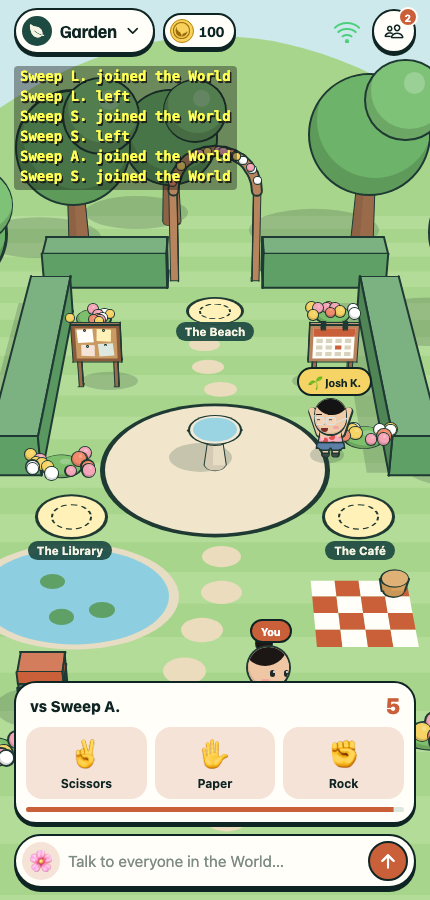 Garden
100
2
Sweep L. joined the World
Sweep L. left
Sweep S. joined the World
Sweep S. left
Sweep A. joined the World
Sweep S. joined the World
The Beach
Josh K.
The Library
The Café
You
vs Sweep A.
5
Scissors
Paper
Rock
Talk to everyone in the World...